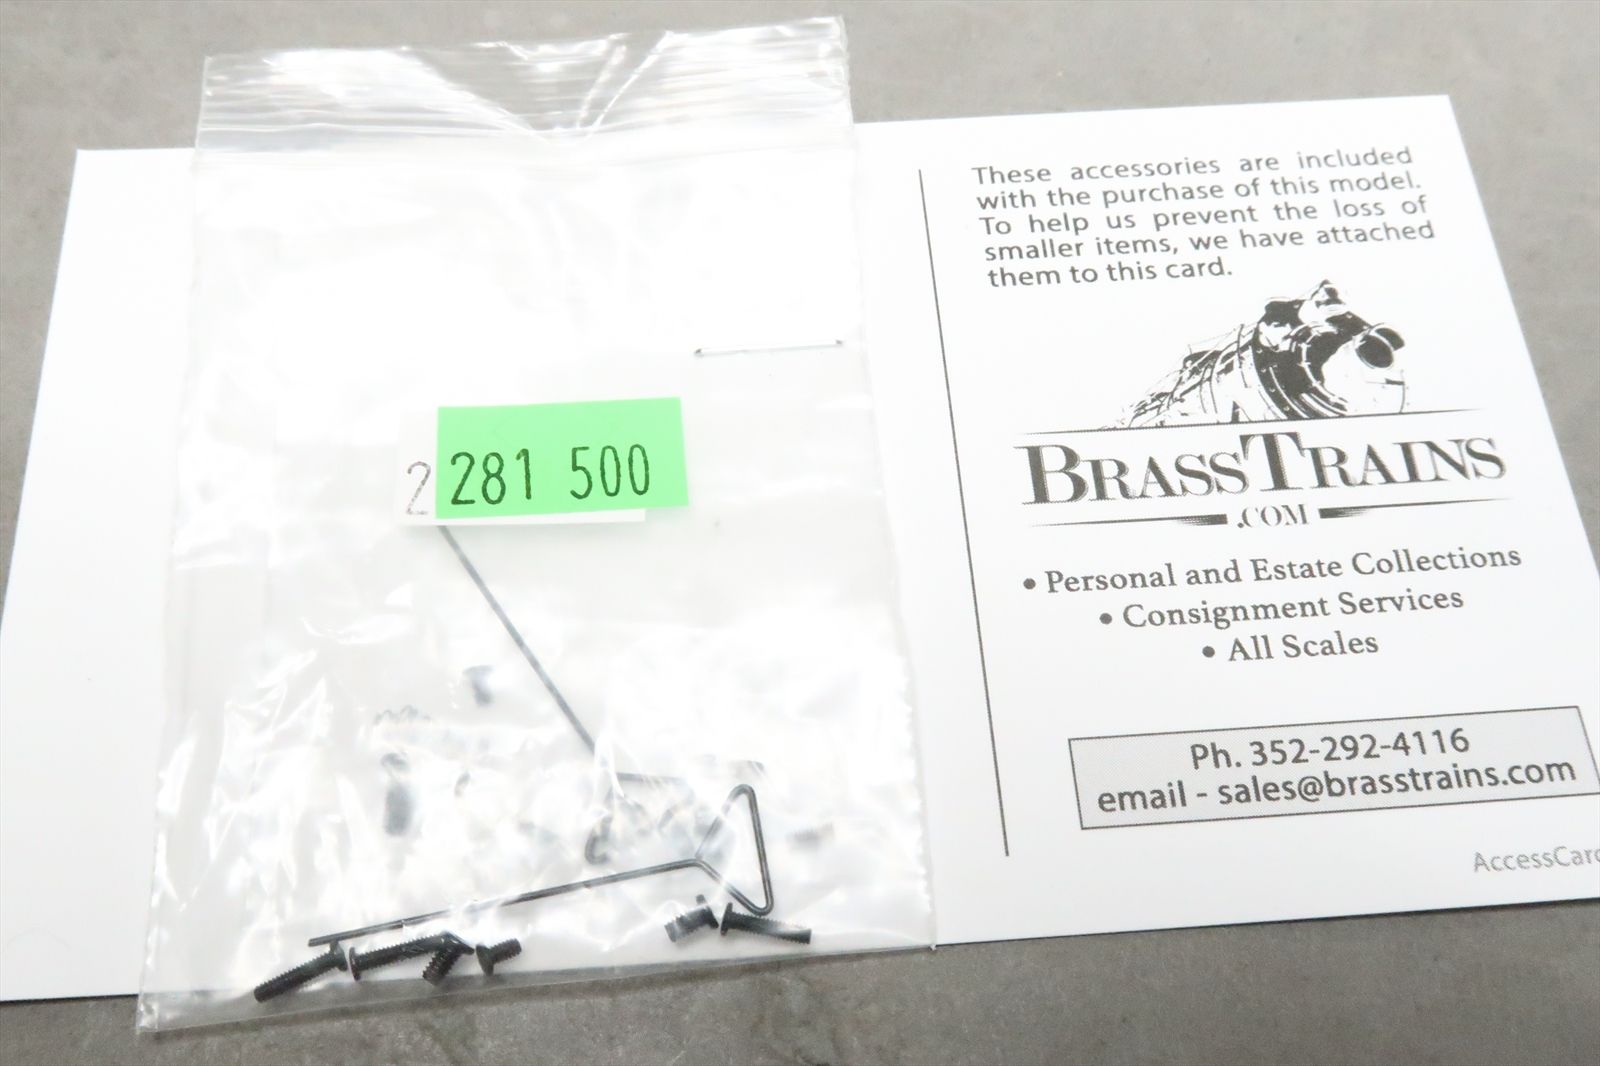 2 281 500
These accessories are included
with the purchase of this model.
To help us prevent the loss of
smaller items, we have attached
them to this card.
BRASSTRAINS
.COM
• Personal and Estate Collections
• Consignment Services
• All Scales
Ph. 352-292-4116
email - sales@brasstrains.com
AccessCard